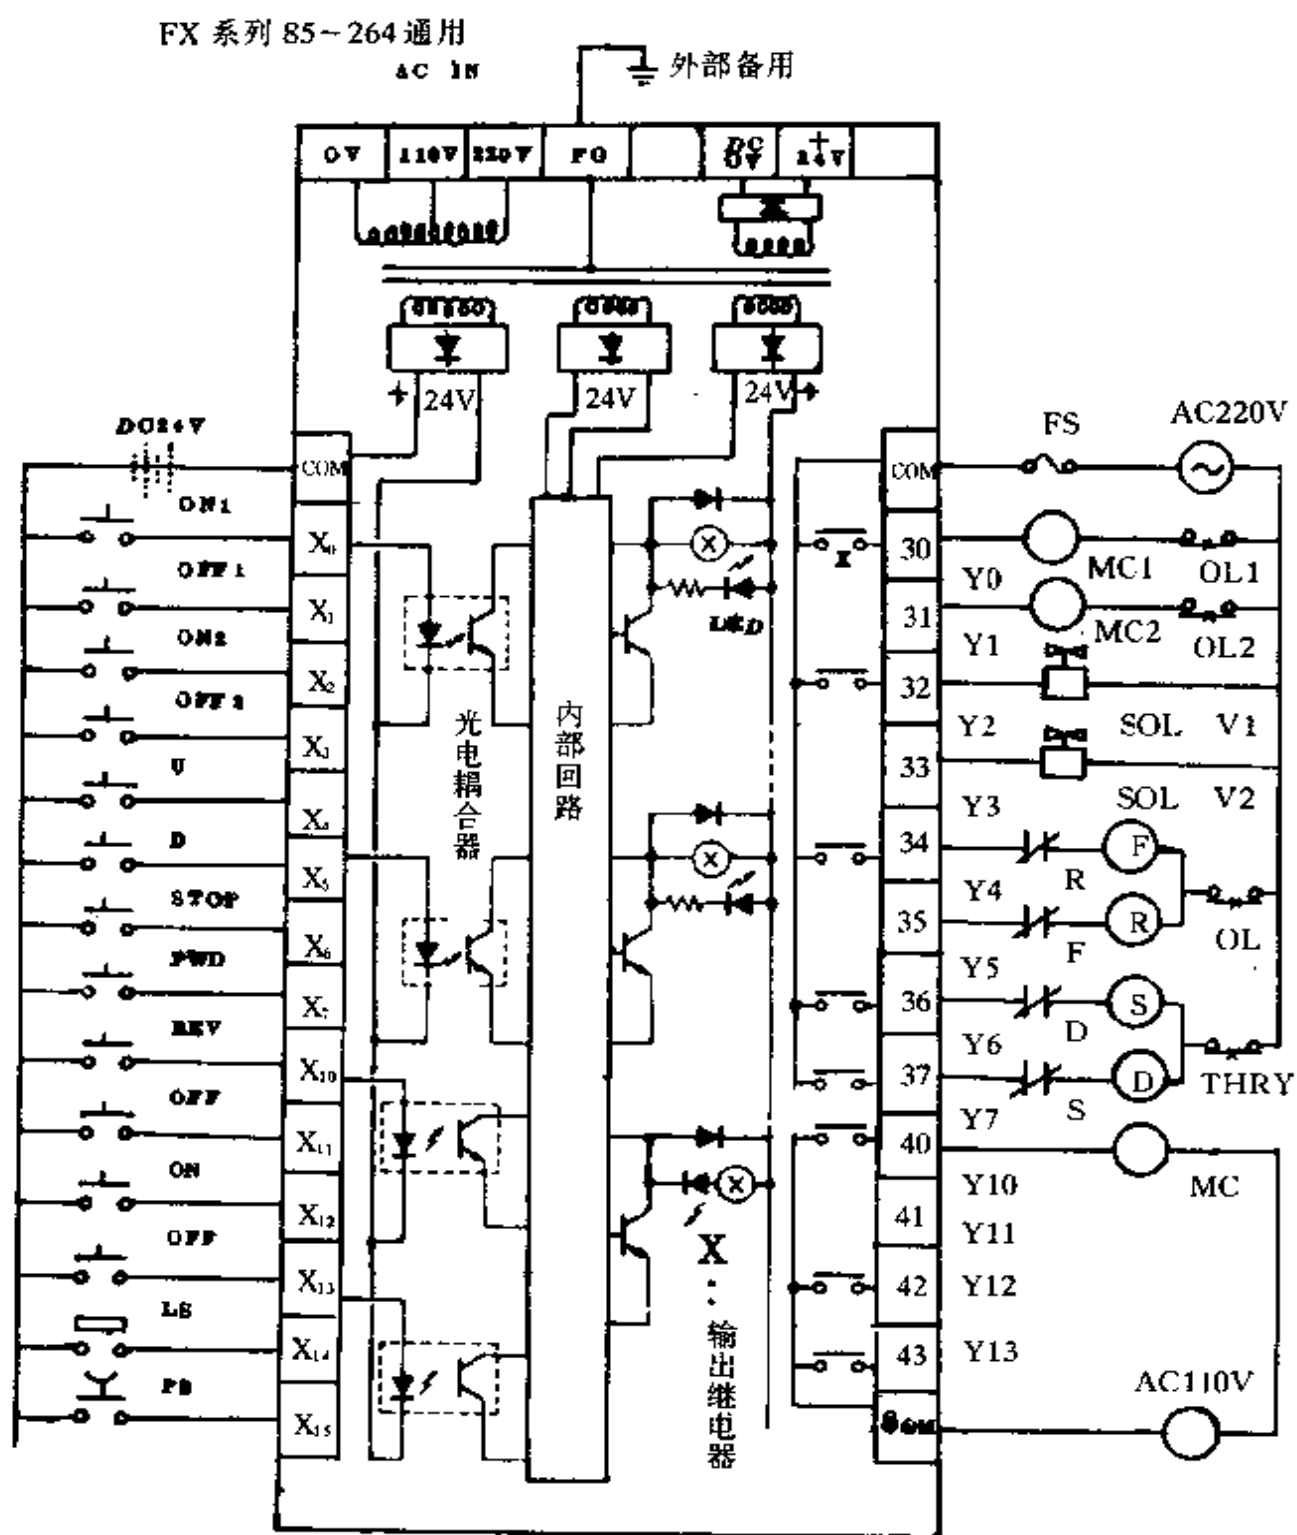 FX 系列 85~264 通用
AC IN
外部备用
0V 110V 220V FG DC 0V + 24V
+ 24V 24V 24V +
DC24V
COM
ON1
X0
OFF1
X1
ON2
X2
OFF2
X3
U
X4
D
X5
STOP
X6
FWD
X7
REV
X10
OFF
X11
ON
X12
OFF
X13
LS
X14
PS
X15
光电耦合器
内部回路
X
LED
X
X
X:输出继电器
X
COM FS AC220V
30 MC1 OL1
Y0
31 MC2 OL2
Y1
32
Y2 SOL V1
33
Y3 SOL V2
34 R F
Y4
35 F R OL
Y5
36 D S
Y6
37 S D THRY
Y7
40 MC
Y10
41 Y11
42 Y12
43 Y13
AC110V
COM